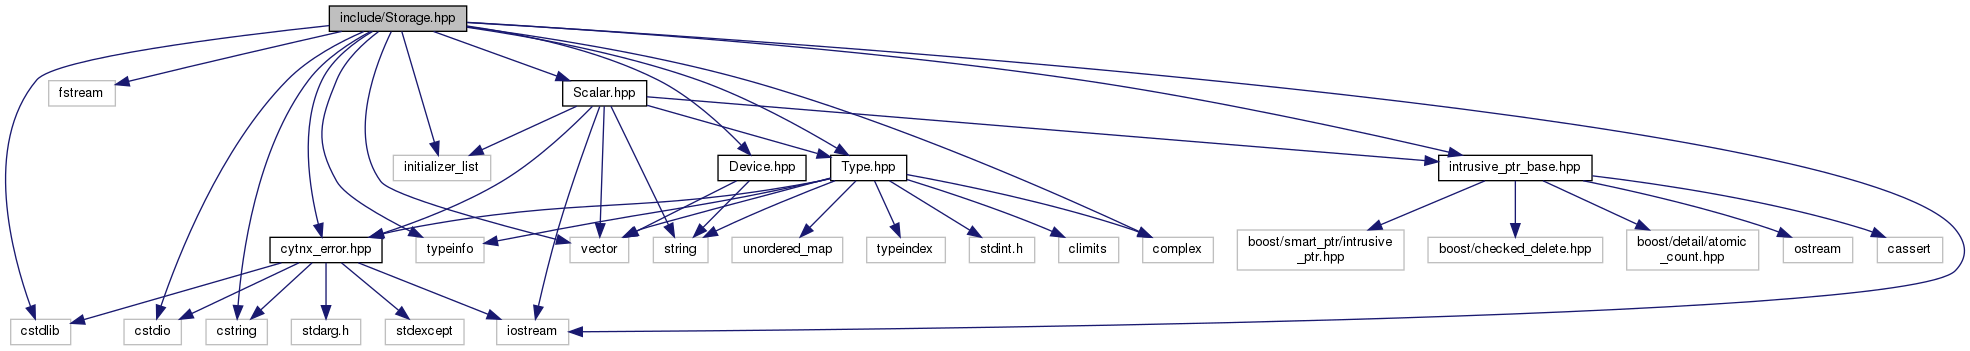 include/Storage.hpp
fstream
Scalar.hpp
initializer_list
Device.hpp
Type.hpp
intrusive_ptr_base.hpp
cytnx_error.hpp
typeinfo
vector
string
unordered_map
typeindex
stdint.h
climits
complex
boost/smart_ptr/intrusive
_ptr.hpp
boost/checked_delete.hpp
boost/detail/atomic
_count.hpp
ostream
cassert
cstdlib
cstdio
cstring
stdarg.h
stdexcept
iostream